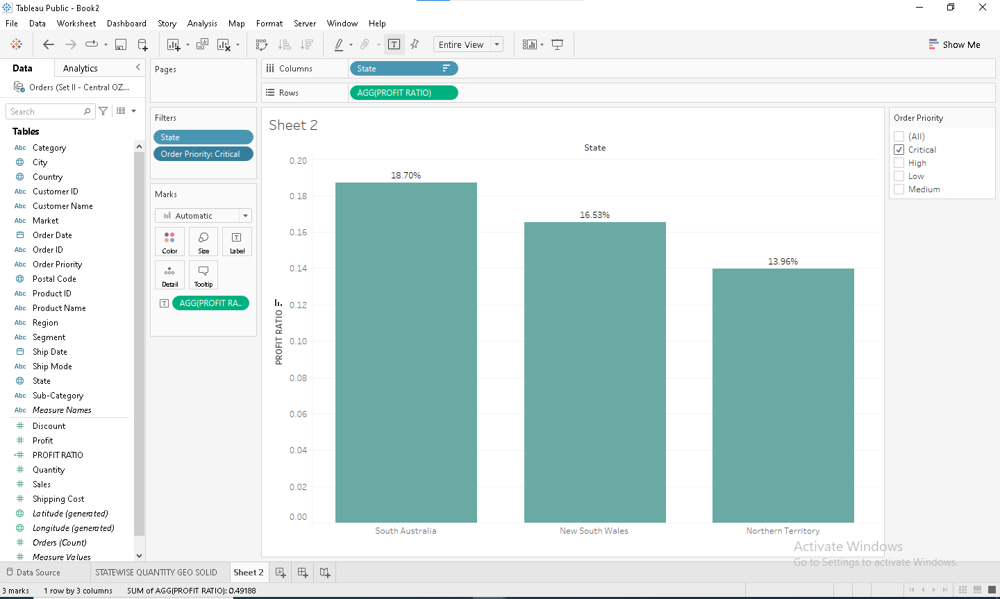 Tableau Public - Book2
File Data Worksheet Dashboard Story Analysis Map Format Server Window Help
Entire View
Show Me
Data Analytics
Orders (Set II - Central OZ...
Search
Tables
Abc Category
City
Country
Abc Customer ID
Abc Customer Name
Abc Market
Order Date
Abc Order ID
Abc Order Priority
Postal Code
Abc Product ID
Abc Product Name
Abc Region
Abc Segment
Ship Date
Abc Ship Mode
State
Abc Sub-Category
Abc Measure Names
# Discount
# Profit
=# PROFIT RATIO
# Quantity
# Sales
# Shipping Cost
Latitude (generated)
Longitude (generated)
# Orders (Count)
# Measure Values
Pages
Filters
State
Order Priority: Critical
Marks
Automatic
Color Size Label
Detail Tooltip
AGG(PROFIT RA..
Columns State
Rows AGG(PROFIT RATIO)
Sheet 2
State
0.20
0.18
0.16
0.14
0.12
0.10
0.08
0.06
0.04
0.02
0.00
PROFIT RATIO
18.70%
16.53%
13.96%
South Australia New South Wales Northern Territory
Order Priority
(All)
Critical
High
Low
Medium
Activate Windows
Go to Settings to activate Windows.
Data Source STATEWISE QUANTITY GEO SOLID Sheet 2
3 marks 1 row by 3 columns SUM of AGG(PROFIT RATIO): 0.49188